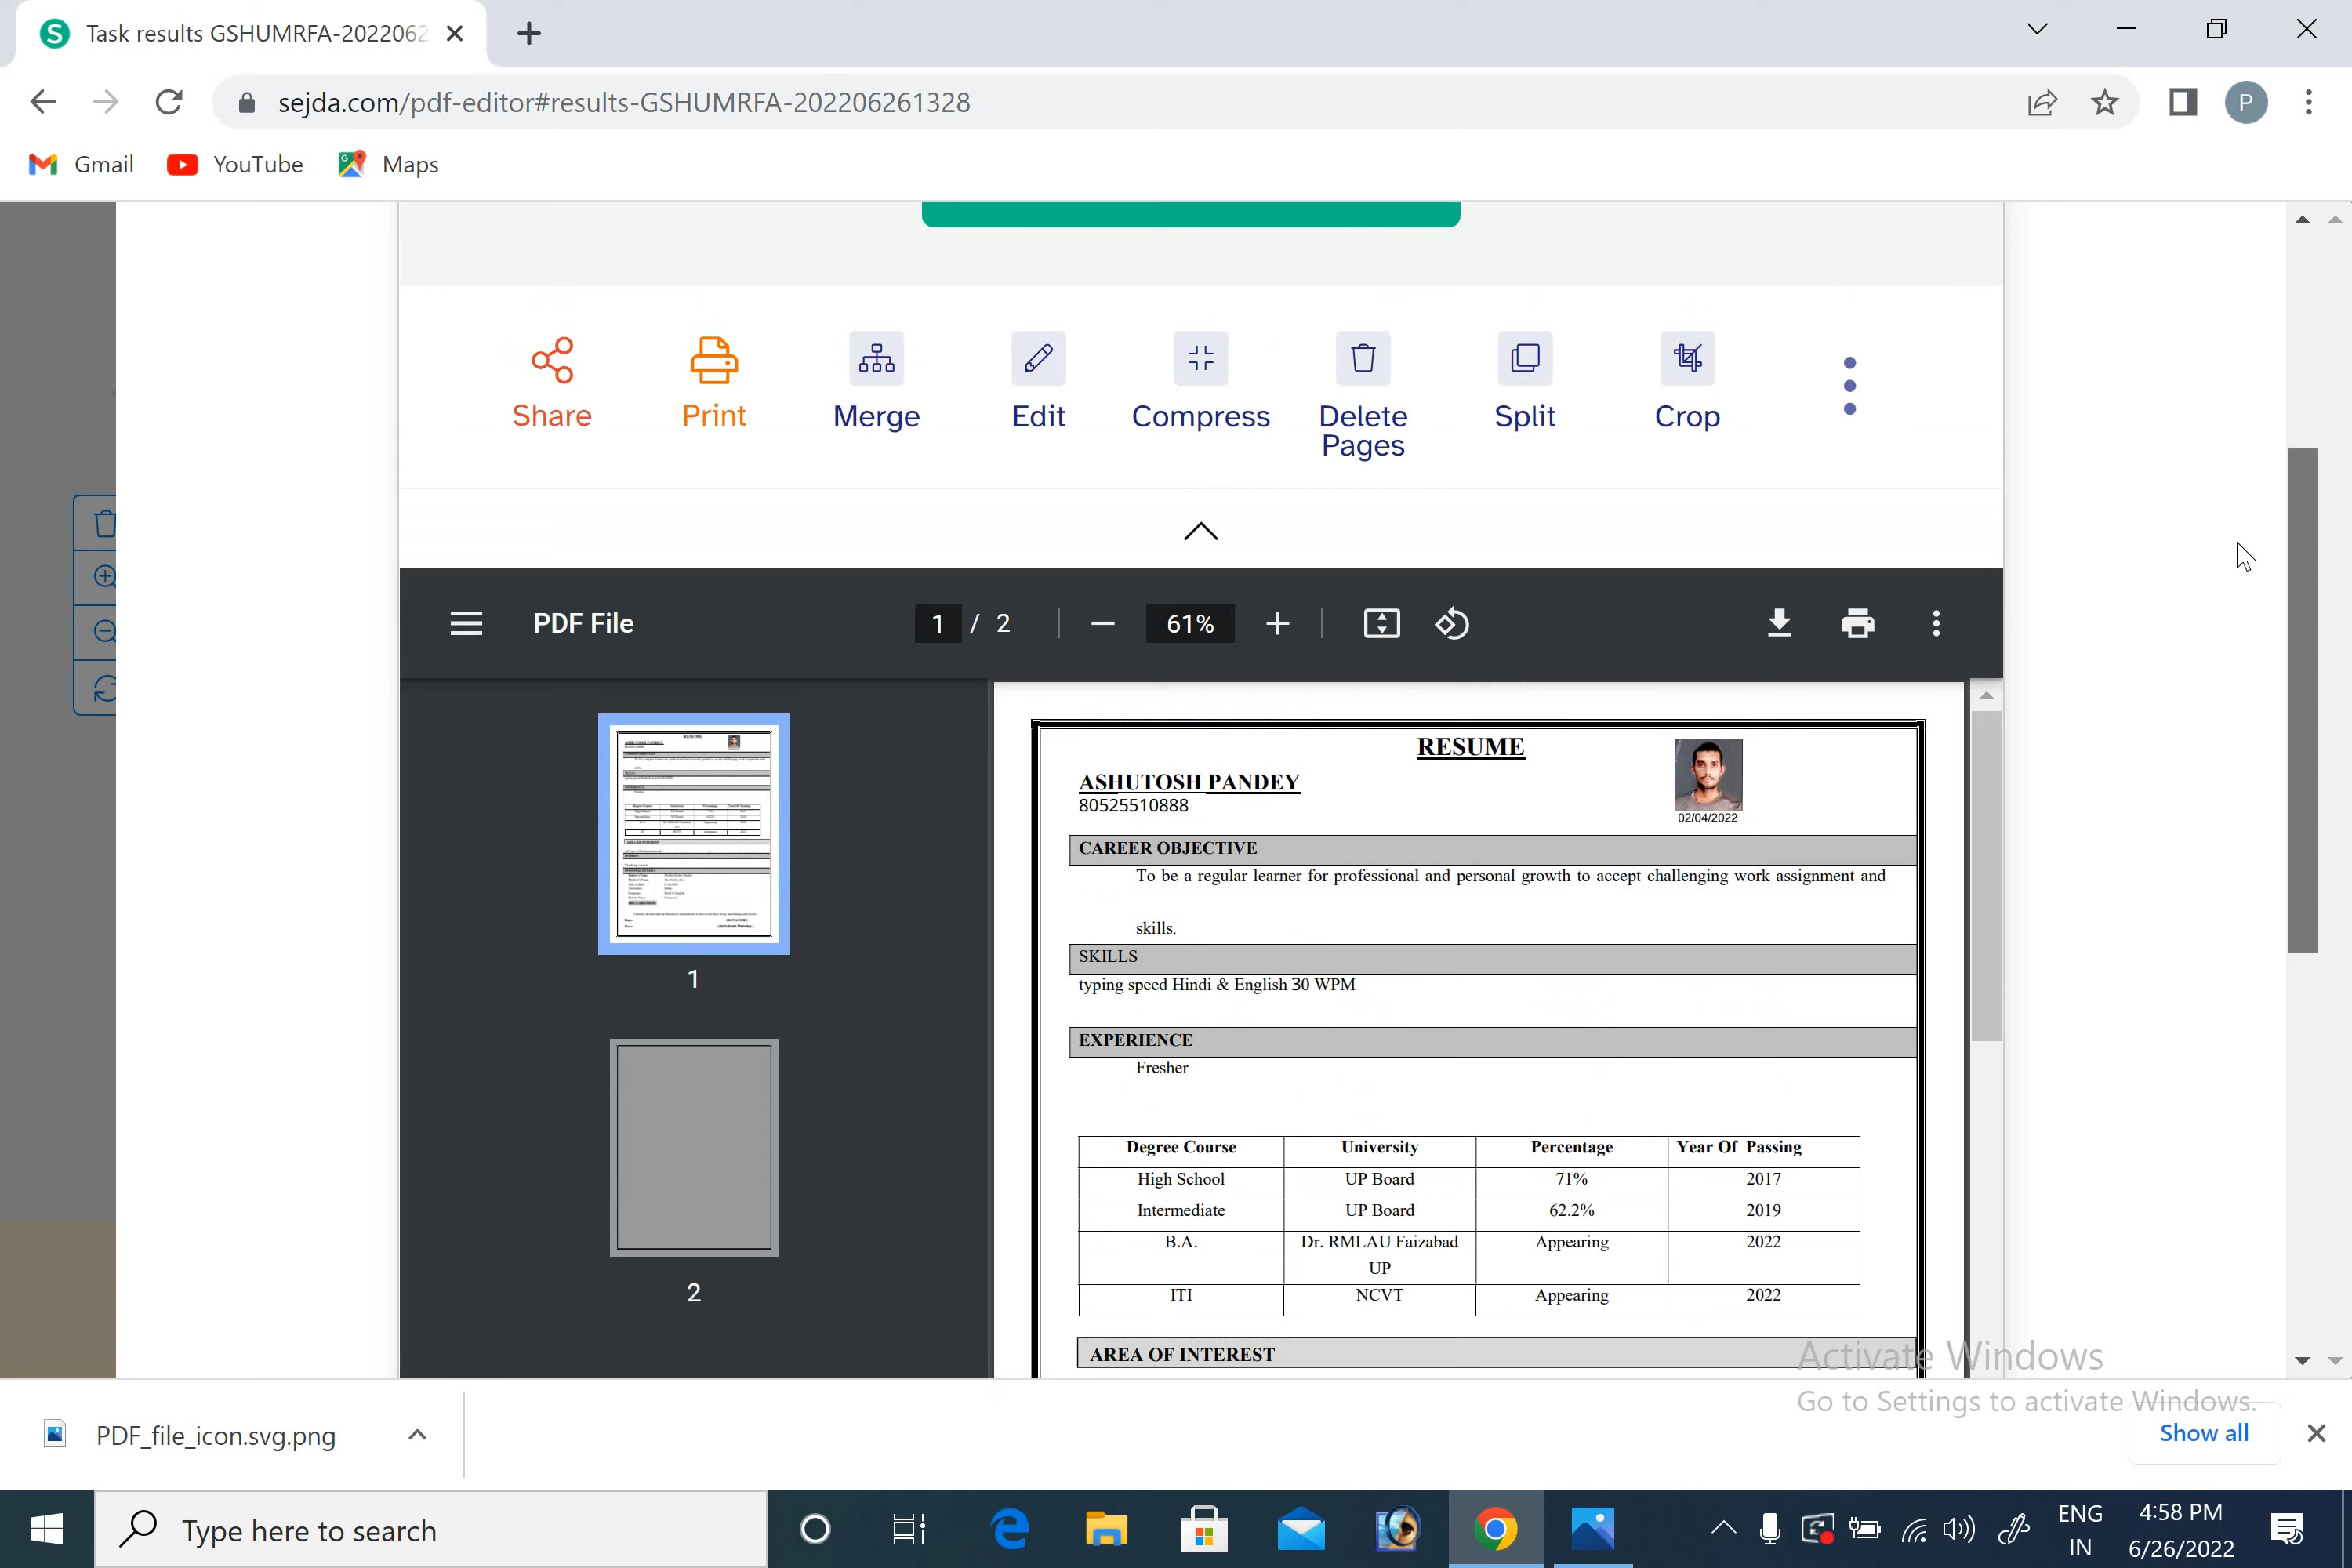 Task results GSHUMRFA-2022062
sejda.com/pdf-editor#results-GSHUMRFA-202206261328
P
Gmail YouTube Maps
Share Print Merge Edit Compress Delete Pages Split Crop
PDF File 1 / 2 61%
1
2
RESUME
ASHUTOSH PANDEY
80525510888
02/04/2022
CAREER OBJECTIVE
To be a regular learner for professional and personal growth to accept challenging work assignment and
skills.
SKILLS
typing speed Hindi & English 30 WPM
EXPERIENCE
Fresher
Degree Course University Percentage Year Of Passing
High School UP Board 71% 2017
Intermediate UP Board 62.2% 2019
B.A. Dr. RMLAU Faizabad UP Appearing 2022
ITI NCVT Appearing 2022
AREA OF INTEREST
Activate Windows
Go to Settings to activate Windows.
PDF_file_icon.svg.png
Show all
Type here to search
ENG
IN
4:58 PM
6/26/2022